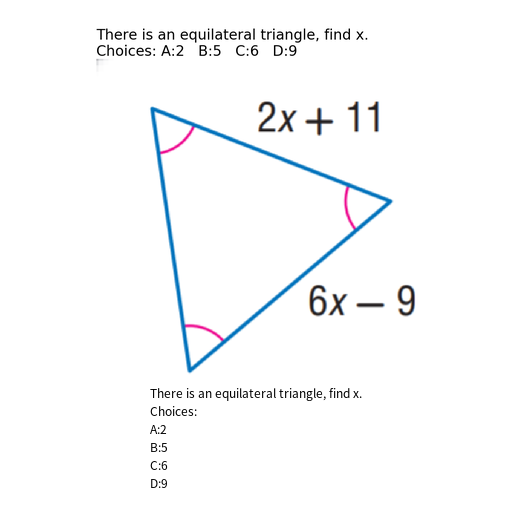 There is an equilateral triangle, find x.
Choices: A:2   B:5   C:6   D:9
2x + 11
6x – 9
There is an equilateral triangle, find x.
Choices:
A:2
B:5
C:6
D:9